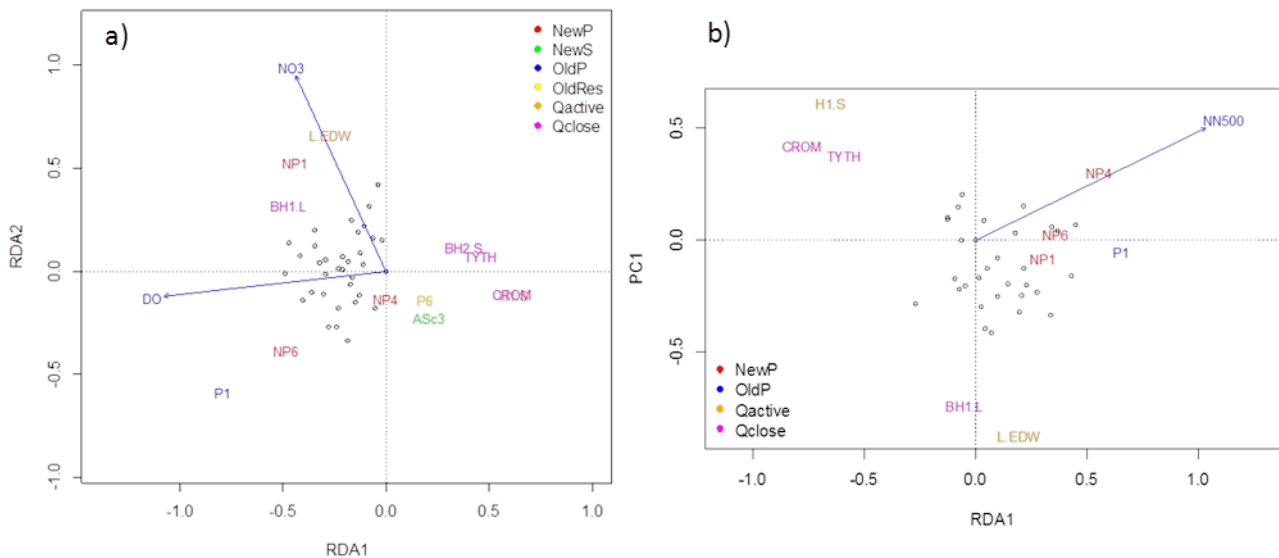 a)
NewP
NewS
OldP
OldRes
Qactive
Qclose
1.0
0.5
0.0
-0.5
-1.0
RDA2
NO3
L.EDW
NP1
BH1.L
BH2.S
TYTH
DO
NP4
P6
CROM
ASc3
NP6
P1
-1.0 -0.5 0.0 0.5 1.0
RDA1
b)
H1.S
CROM
TYTH
NN500
NP4
NP6
NP1
P1
BH1.L
L.EDW
0.5
0.0
-0.5
PC1
NewP
OldP
Qactive
Qclose
-1.0 -0.5 0.0 0.5 1.0
RDA1